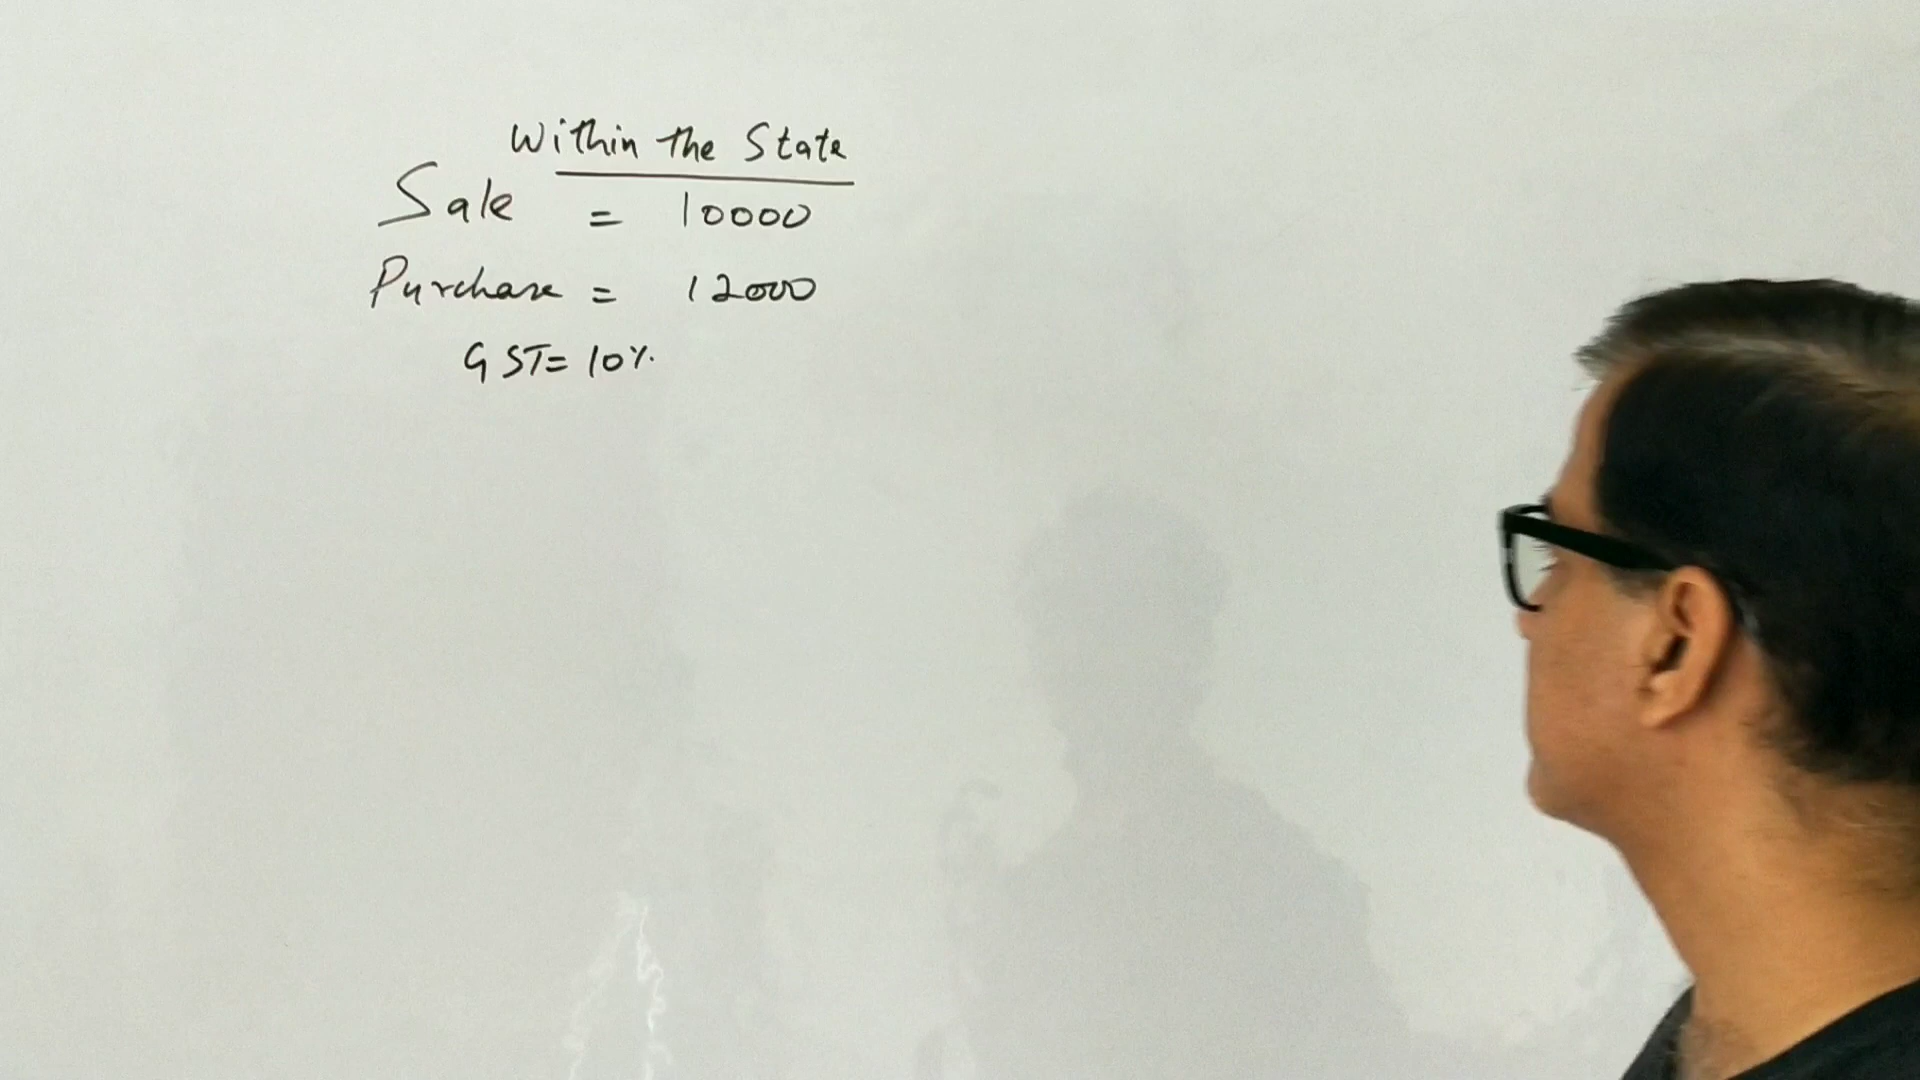 Within the State
Sale = 10000
Purchase = 12000
GST= 10%